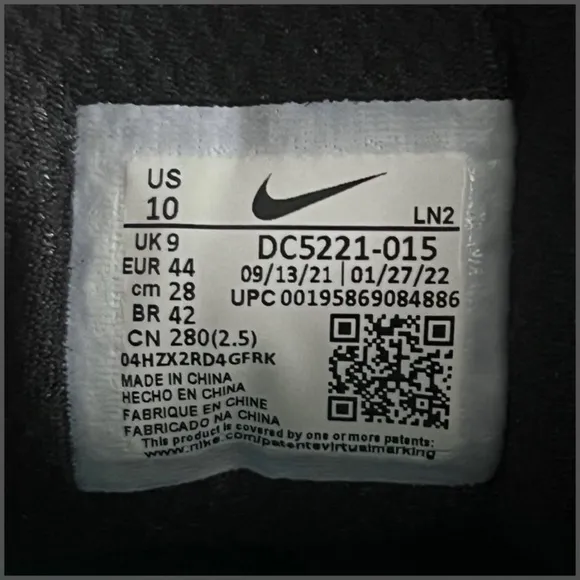 US
10
LN2
UK 9
EUR 44
cm 28
BR 42
CN 280(2.5)
DC5221-015
09/13/21 | 01/27/22
UPC 00195869084886
04HZX2RD4GFRK
MADE IN CHINA
HECHO EN CHINA
FABRIQUE EN CHINE
FABRICADO NA CHINA
This product is covered by one or more patents:
www.nike.com/patentsvirtualmarking